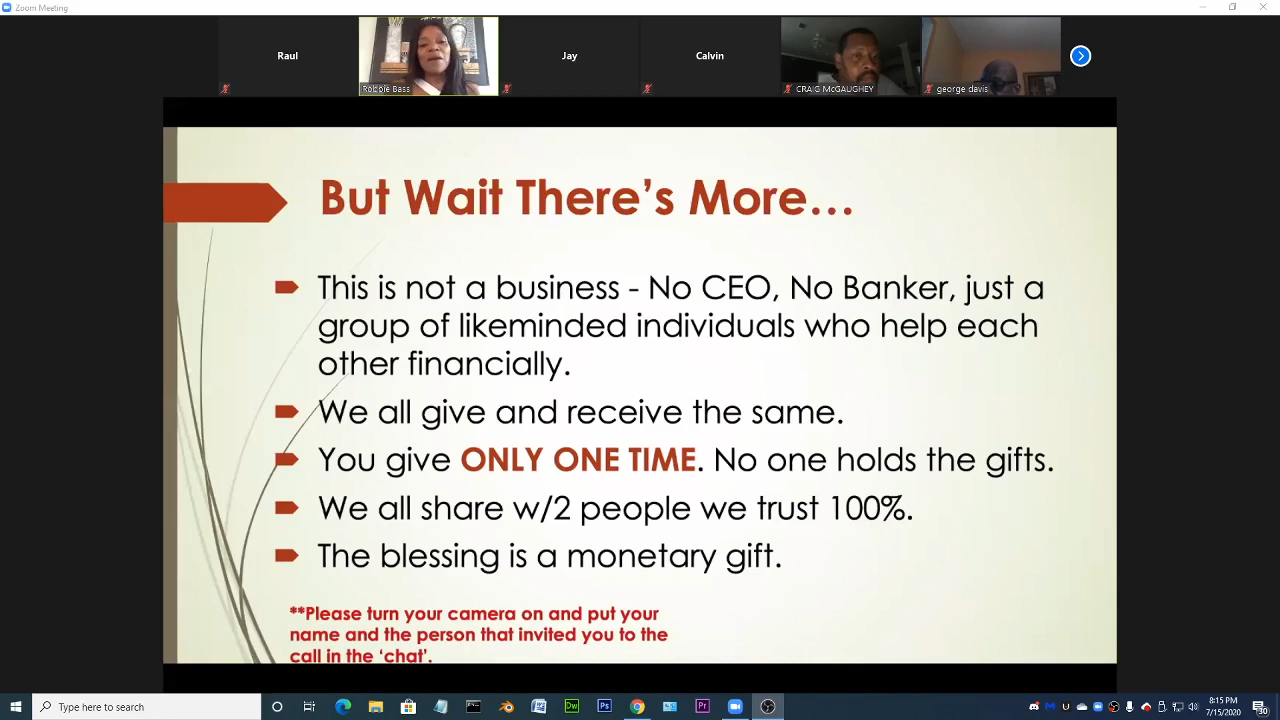 Zoom Meeting
Raul
Robbie Bass
Jay
Calvin
CRAIG McGAUGHEY
george davis
But Wait There's More…
This is not a business - No CEO, No Banker, just a
group of likeminded individuals who help each
other financially.
We all give and receive the same.
You give ONLY ONE TIME. No one holds the gifts.
We all share w/2 people we trust 100%.
The blessing is a monetary gift.
**Please turn your camera on and put your
name and the person that invited you to the
call in the 'chat'.
Type here to search
Dw
Ps
Pr
8:15 PM
7/15/2020
30